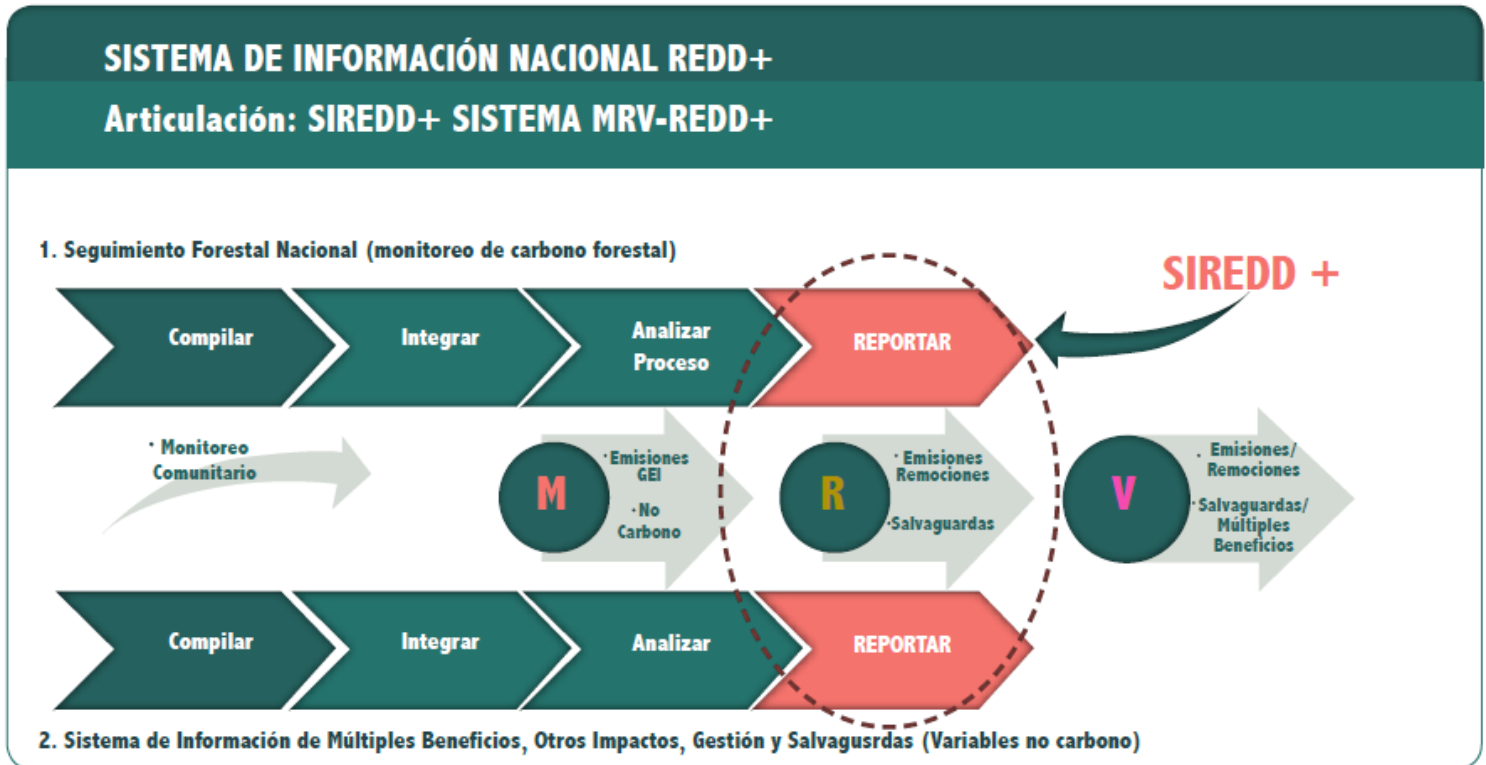 SISTEMA DE INFORMACIÓN NACIONAL REDD+
Articulación: SIREDD+ SISTEMA MRV-REDD+
1. Seguimiento Forestal Nacional (monitoreo de carbono forestal)
SIREDD +
Compilar
Integrar
Analizar
Proceso
REPORTAR
· Monitoreo
Comunitario
M
·Emisiones
GEI
·No
Carbono
R
· Emisiones
Remociones
·Salvaguardas
V
· Emisiones/
Remociones
·Salvaguardas/
Múltiples
Beneficios
Compilar
Integrar
Analizar
REPORTAR
2. Sistema de Información de Múltiples Beneficios, Otros Impactos, Gestión y Salvagusrdas (Variables no carbono)